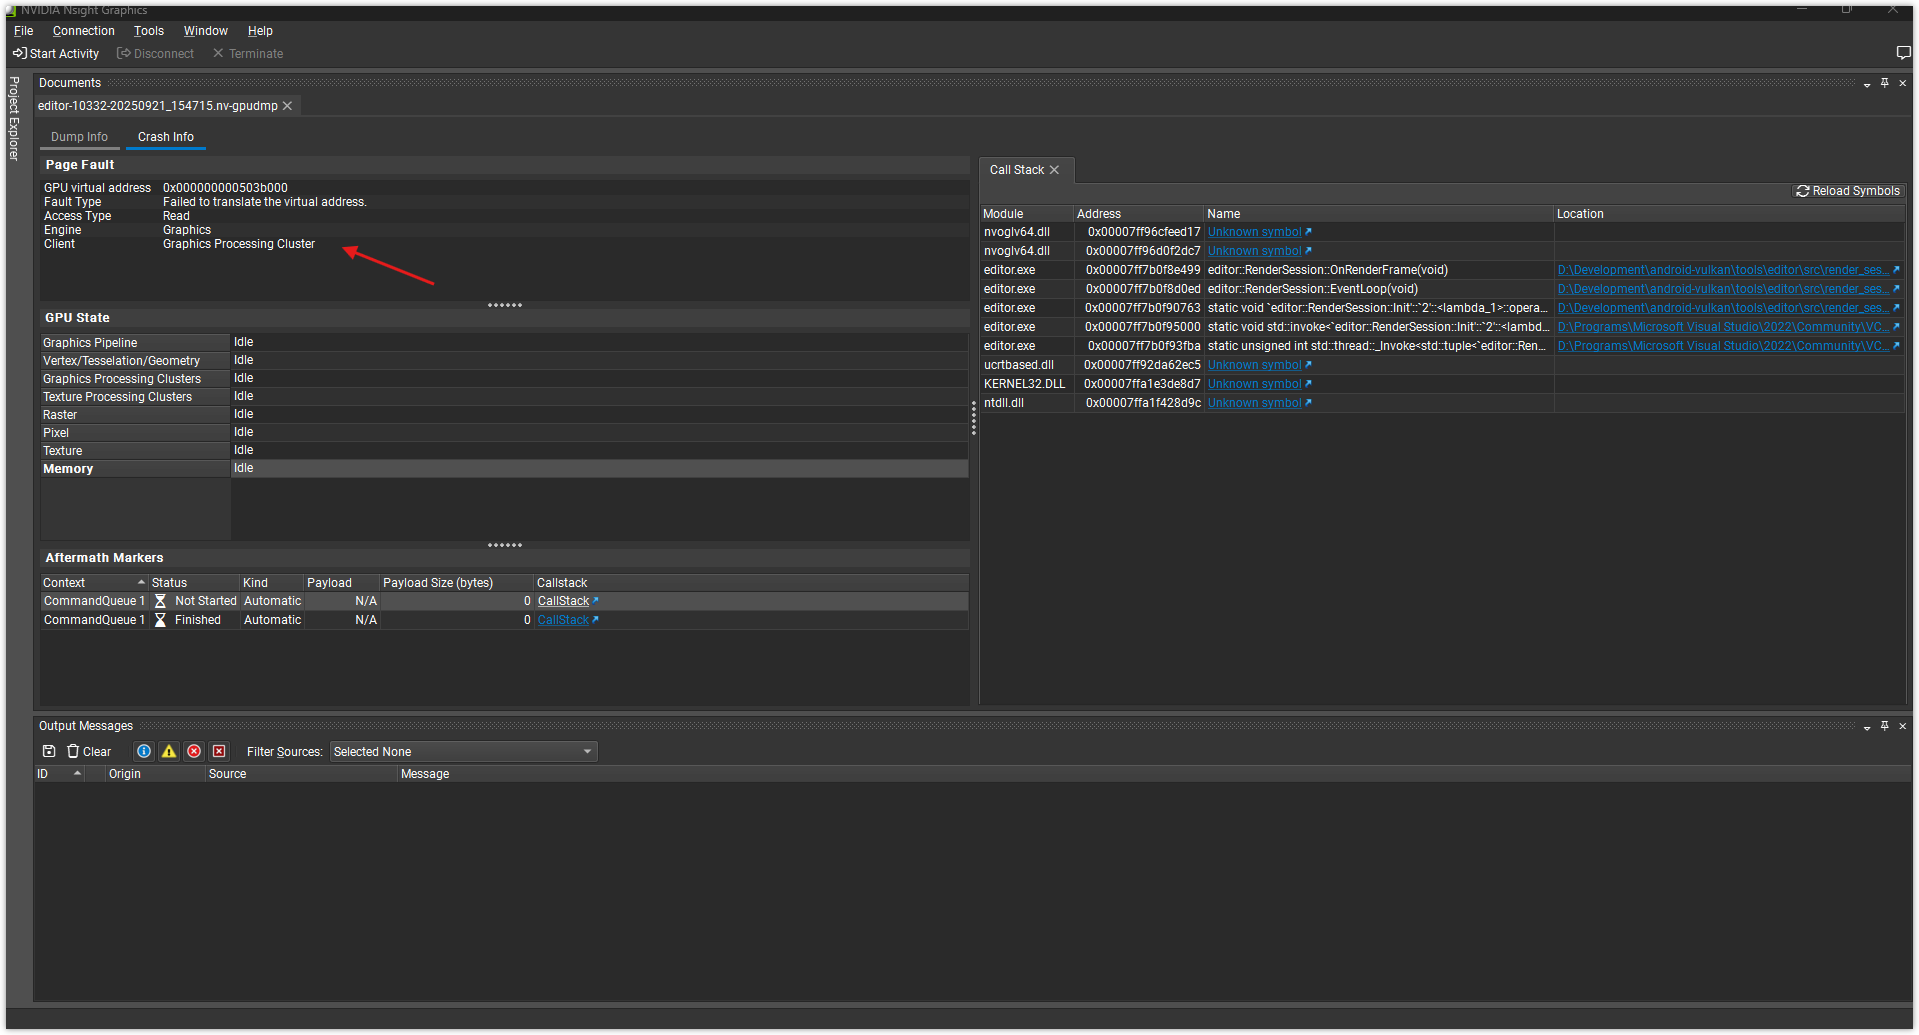 NVIDIA Nsight Graphics
File Connection Tools Window Help
Start Activity Disconnect Terminate
Project Explorer
Documents
editor-10332-20250921_154715.nv-gpudmp
Dump Info Crash Info
Page Fault
GPU virtual address 0x000000000503b000
Fault Type Failed to translate the virtual address.
Access Type Read
Engine Graphics
Client Graphics Processing Cluster
GPU State
Graphics Pipeline Idle
Vertex/Tesselation/Geometry Idle
Graphics Processing Clusters Idle
Texture Processing Clusters Idle
Raster Idle
Pixel Idle
Texture Idle
Memory Idle
Aftermath Markers
Context Status Kind Payload Payload Size (bytes) Callstack
CommandQueue 1 Not Started Automatic N/A 0 CallStack
CommandQueue 1 Finished Automatic N/A 0 CallStack
Call Stack
Reload Symbols
Module Address Name Location
nvoglv64.dll 0x00007ff96cfeed17 Unknown symbol
nvoglv64.dll 0x00007ff96d0f2dc7 Unknown symbol
editor.exe 0x00007ff7b0f8e499 editor::RenderSession::OnRenderFrame(void) D:\Development\android-vulkan\tools\editor\src\render_ses...
editor.exe 0x00007ff7b0f8d0ed editor::RenderSession::EventLoop(void) D:\Development\android-vulkan\tools\editor\src\render_ses...
editor.exe 0x00007ff7b0f90763 static void `editor::RenderSession::Init'::`2'::<lambda_1>::opera... D:\Development\android-vulkan\tools\editor\src\render_ses...
editor.exe 0x00007ff7b0f95000 static void std::invoke<`editor::RenderSession::Init'::`2'::<lambd... D:\Programs\Microsoft Visual Studio\2022\Community\VC...
editor.exe 0x00007ff7b0f93fba static unsigned int std::thread::_Invoke<std::tuple<`editor::Ren... D:\Programs\Microsoft Visual Studio\2022\Community\VC...
ucrtbased.dll 0x00007ff92da62ec5 Unknown symbol
KERNEL32.DLL 0x00007ffa1e3de8d7 Unknown symbol
ntdll.dll 0x00007ffa1f428d9c Unknown symbol
Output Messages
Clear Filter Sources: Selected None
ID Origin Source Message